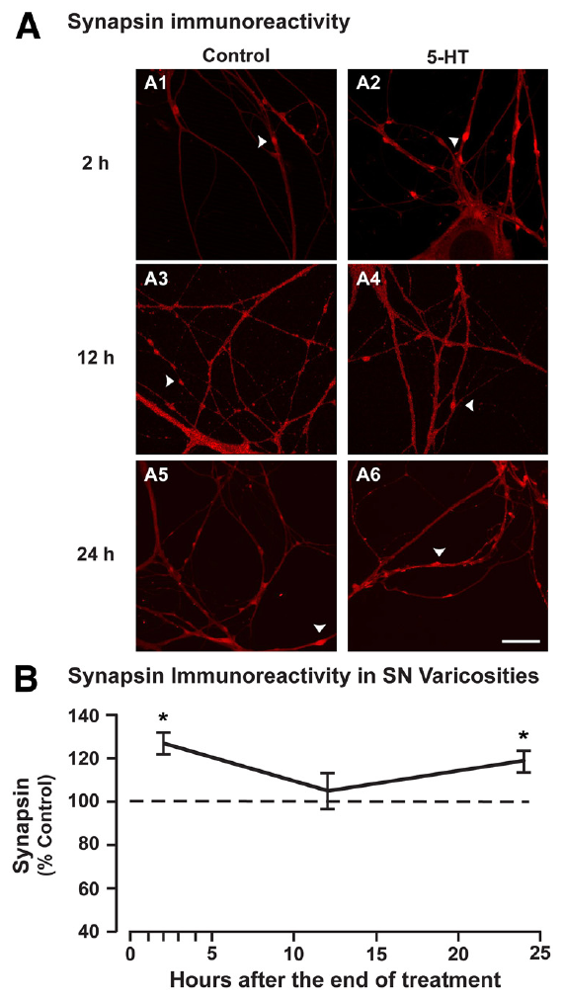 A Synapsin immunoreactivity
Control 5-HT
2 h
A1 A2
12 h
A3 A4
24 h
A5 A6
B Synapsin Immunoreactivity in SN Varicosities
Synapsin
(% Control)
140
120
100
80
60
40
* *
0 5 10 15 20 25
Hours after the end of treatment